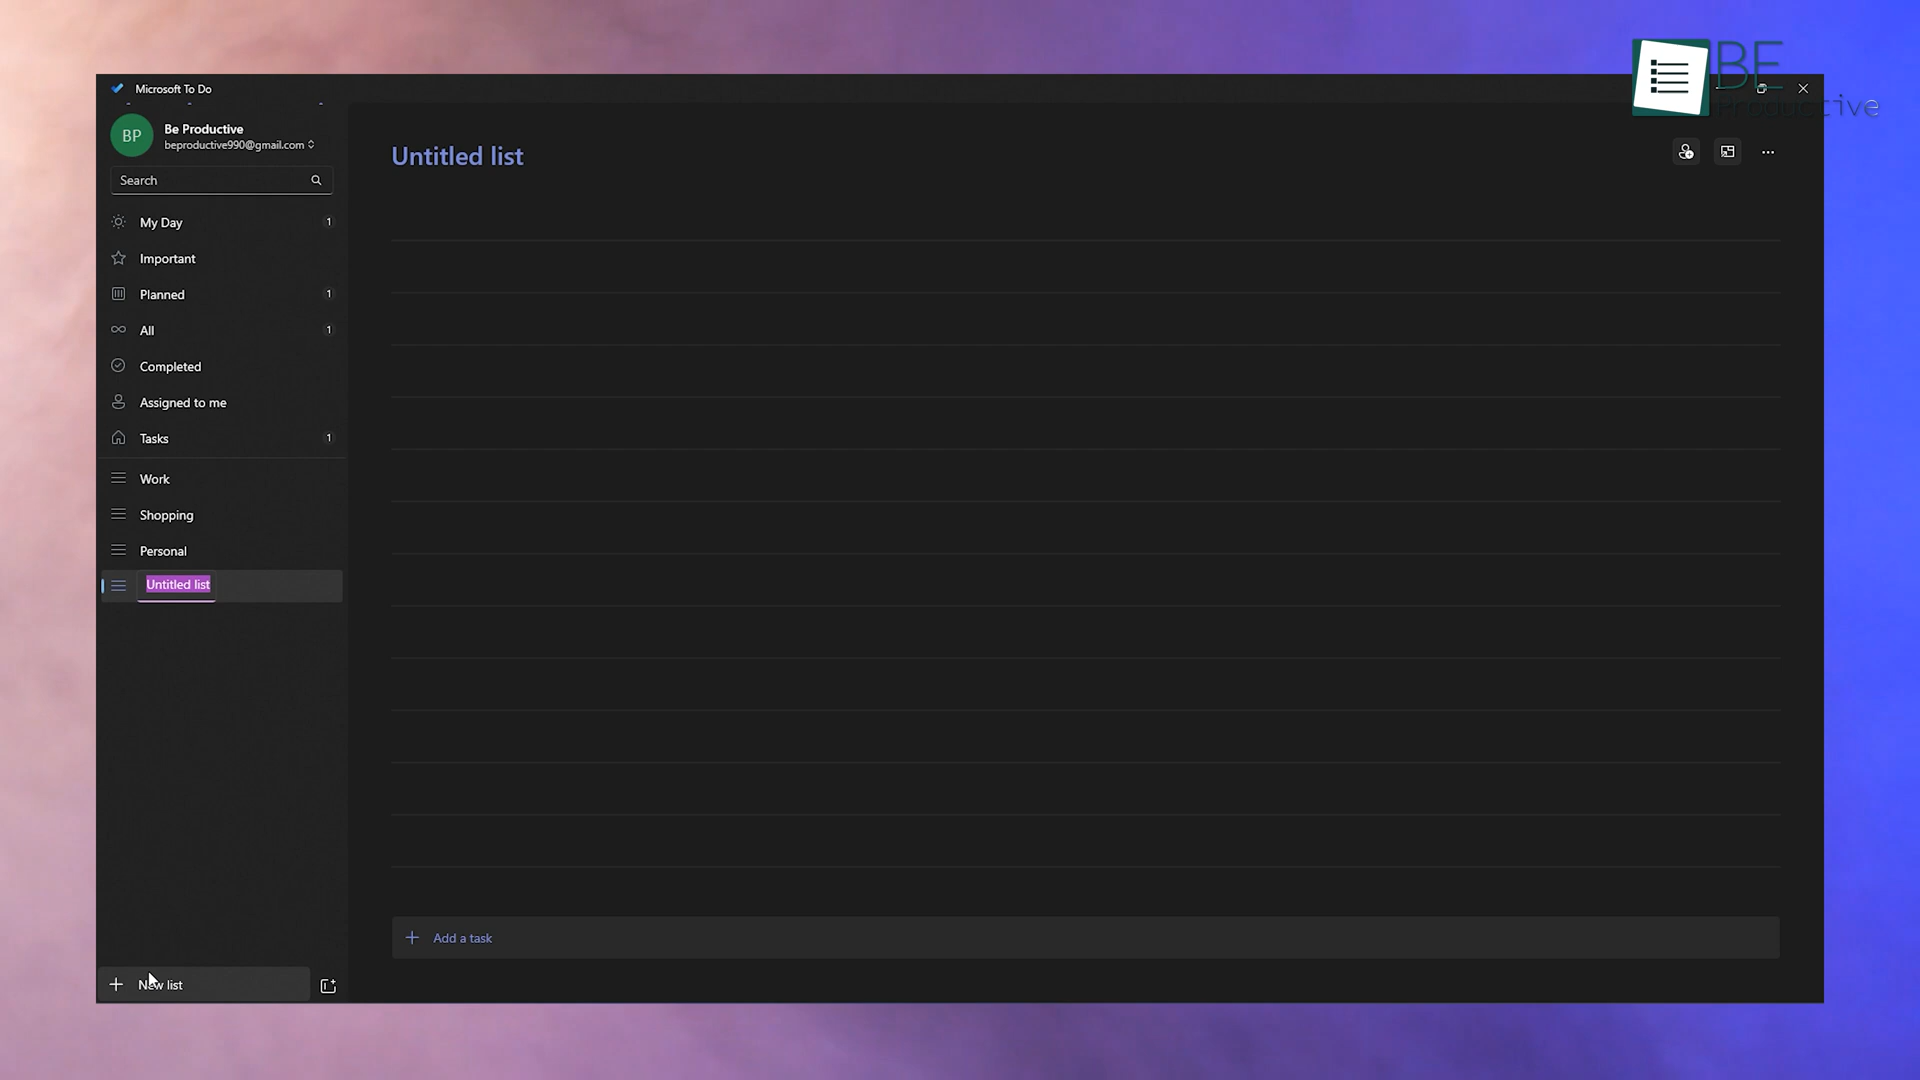 BE
Productive
Microsoft To Do
BP
Be Productive
beproductive990@gmail.com
Search
My Day 1
Important
Planned 1
All 1
Completed
Assigned to me
Tasks 1
Work
Shopping
Personal
Untitled list
New list
Untitled list
Add a task